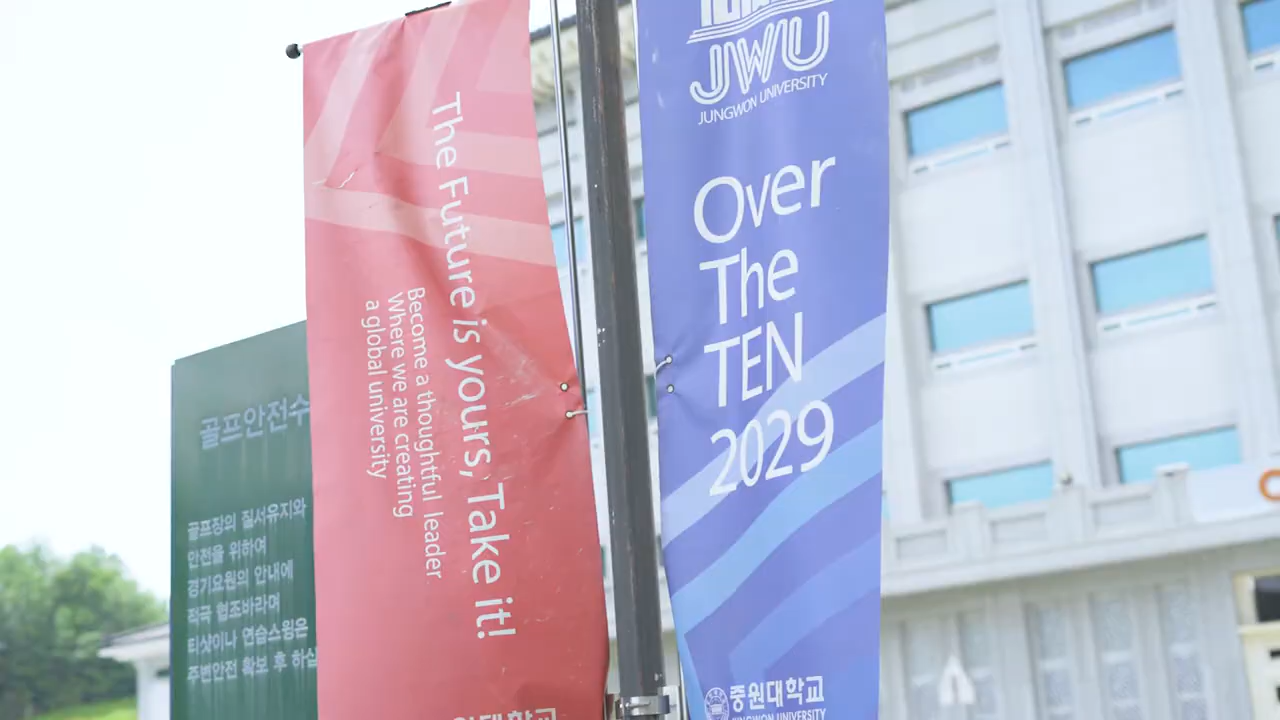 골프안전수
골프장의 질서유지와
안전을 위하여
경기요원의 안내에
적극 협조바라며
티샷이나 연습스윙은
주변안전 확보 후 하십
The Future is yours, Take it!
Become a thoughtful leader
Where we are creating
a global university
JWU
JUNGWON UNIVERSITY
Over
The
TEN
2029
중원대학교
JUNGWON UNIVERSITY